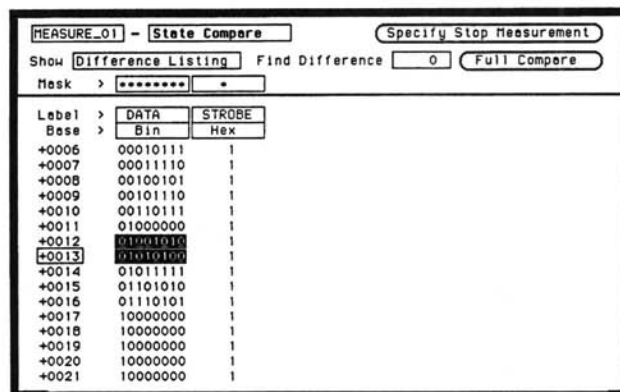 MEASURE_01 - State Compare Specify Stop Measurement
Show Difference Listing Find Difference 0 Full Compare
Mask > ******** *
Label > DATA STROBE
Base > Bin Hex
+0006 00010111 1
+0007 00011110 1
+0008 00100101 1
+0009 00101110 1
+0010 00110111 1
+0011 01000000 1
+0012 01001010 1
+0013 01010100 1
+0014 01011111 1
+0015 01101010 1
+0016 01110101 1
+0017 10000000 1
+0018 10000000 1
+0019 10000000 1
+0020 10000000 1
+0021 10000000 1